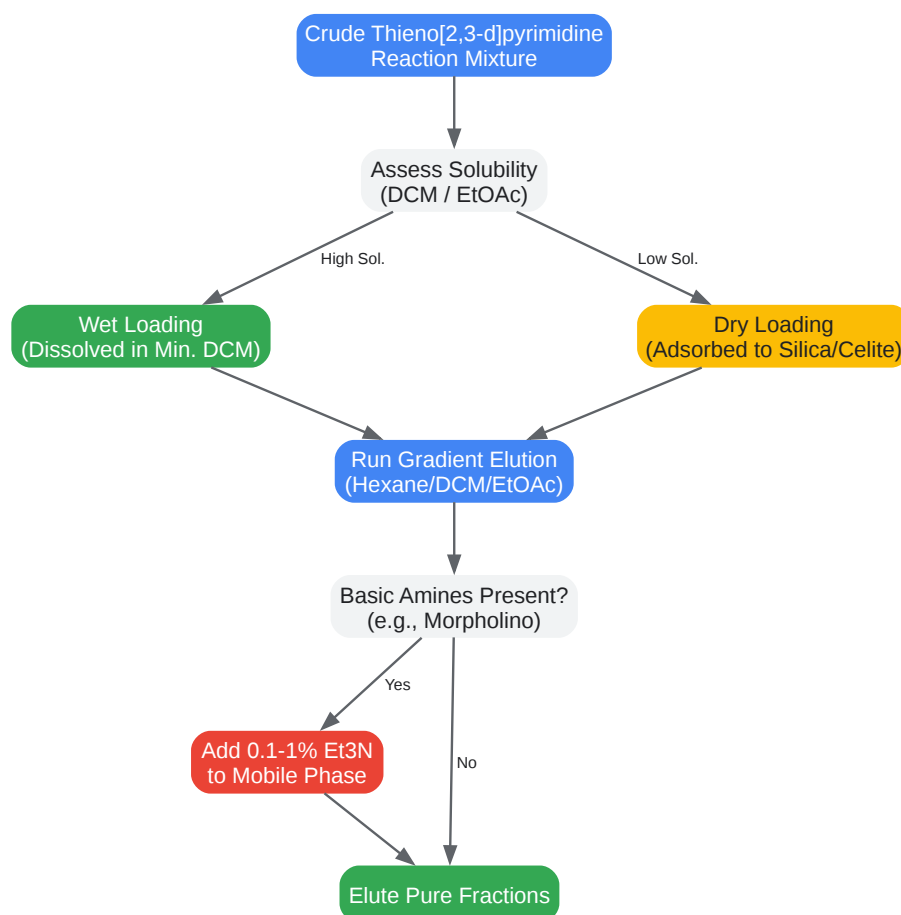 Crude Thieno[2,3-d]pyrimidine
Reaction Mixture
Assess Solubility
(DCM / EtOAc)
High Sol.
Low Sol.
Wet Loading
(Dissolved in Min. DCM)
Dry Loading
(Adsorbed to Silica/Celite)
Run Gradient Elution
(Hexane/DCM/EtOAc)
Basic Amines Present?
(e.g., Morpholino)
Yes
No
Add 0.1-1% Et3N
to Mobile Phase
Elute Pure Fractions